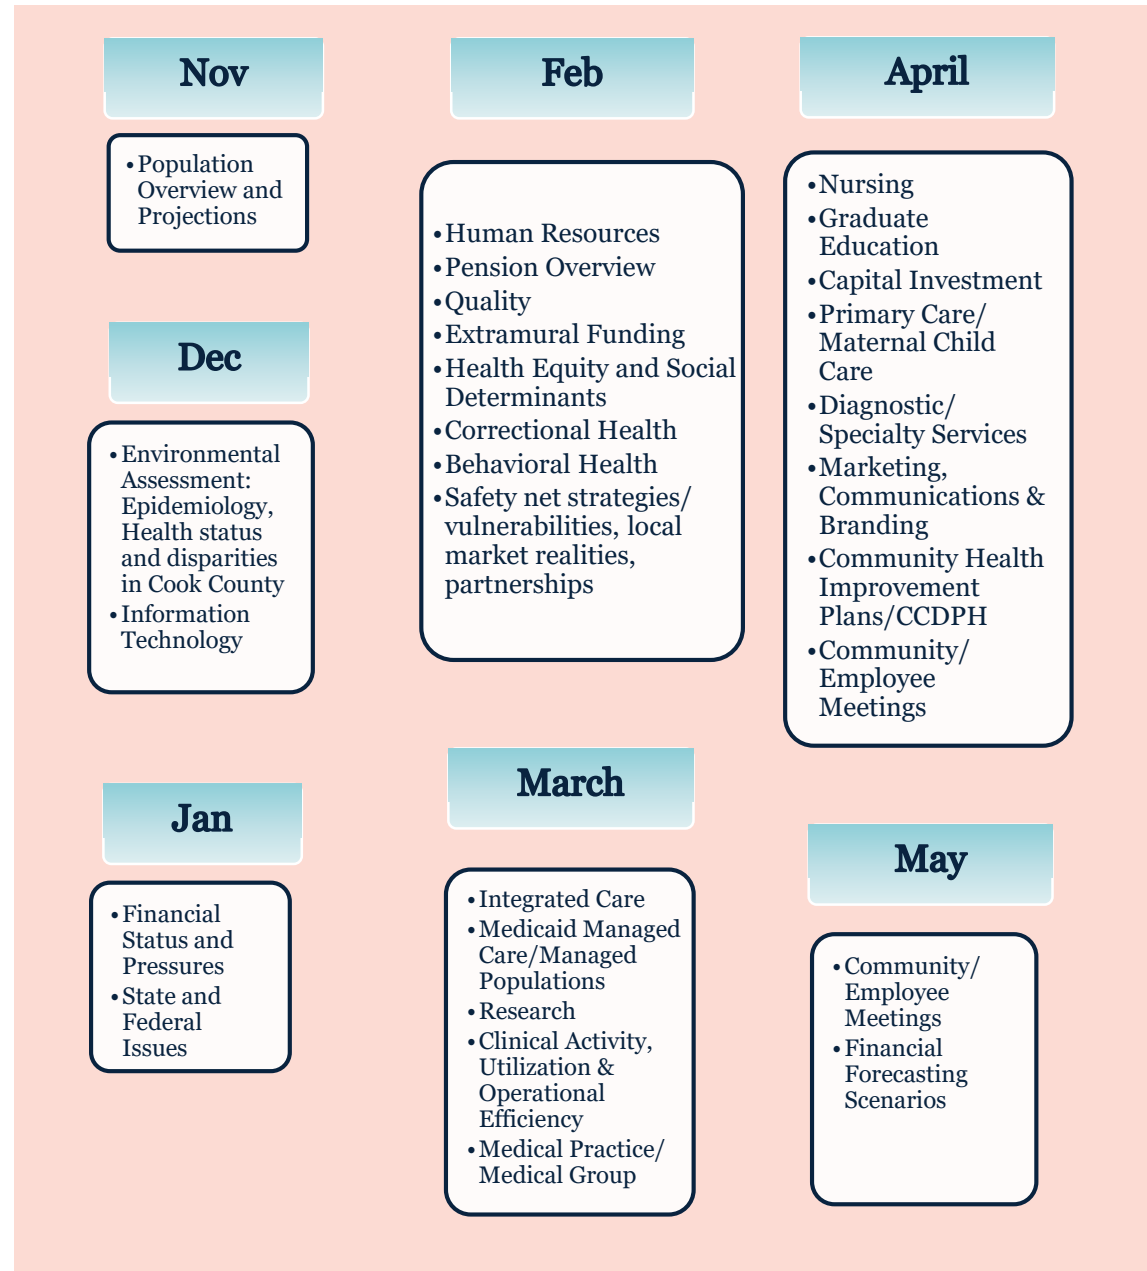 Nov
•Population
Overview and
Projections
Dec
•Environmental
Assessment:
Epidemiology,
Health status
and disparities
in Cook County
•Information
Technology
Jan
•Financial
Status and
Pressures
•State and
Federal
Issues
Feb
•Human Resources
•Pension Overview
•Quality
•Extramural Funding
•Health Equity and Social
Determinants
•Correctional Health
•Behavioral Health
•Safety net strategies/
vulnerabilities, local
market realities,
partnerships
March
•Integrated Care
•Medicaid Managed
Care/Managed
Populations
•Research
•Clinical Activity,
Utilization &
Operational
Efficiency
•Medical Practice/
Medical Group
April
•Nursing
•Graduate
Education
•Capital Investment
•Primary Care/
Maternal Child
Care
•Diagnostic/
Specialty Services
•Marketing,
Communications &
Branding
•Community Health
Improvement
Plans/CCDPH
•Community/
Employee
Meetings
May
•Community/
Employee
Meetings
•Financial
Forecasting
Scenarios